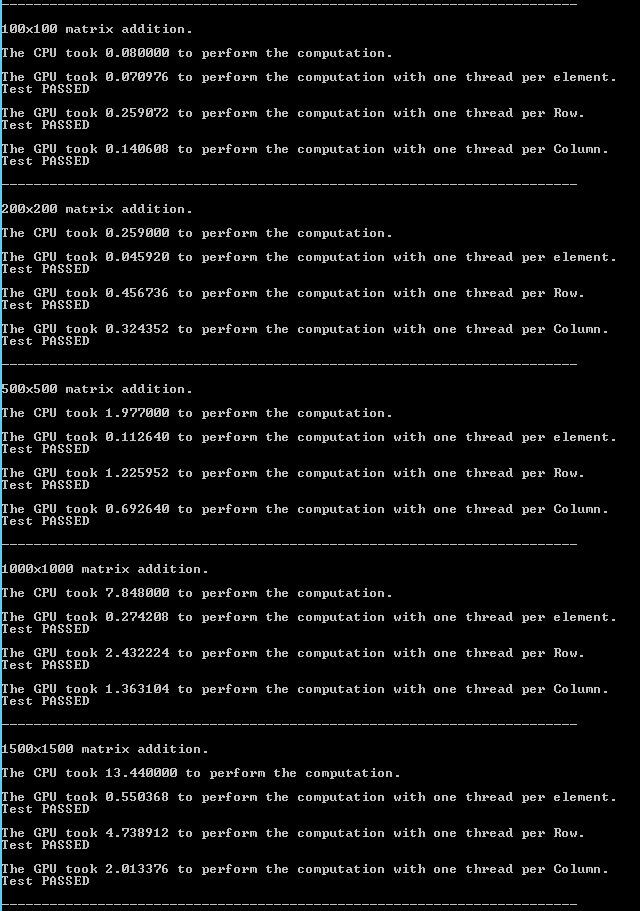 100x100 matrix addition.
The CPU took 0.080000 to perform the computation.
The GPU took 0.070976 to perform the computation with one thread per element.
Test PASSED
The GPU took 0.259072 to perform the computation with one thread per Row.
Test PASSED
The GPU took 0.140608 to perform the computation with one thread per Column.
Test PASSED
200x200 matrix addition.
The CPU took 0.259000 to perform the computation.
The GPU took 0.045920 to perform the computation with one thread per element.
Test PASSED
The GPU took 0.456736 to perform the computation with one thread per Row.
Test PASSED
The GPU took 0.324352 to perform the computation with one thread per Column.
Test PASSED
500x500 matrix addition.
The CPU took 1.977000 to perform the computation.
The GPU took 0.112640 to perform the computation with one thread per element.
Test PASSED
The GPU took 1.225952 to perform the computation with one thread per Row.
Test PASSED
The GPU took 0.692640 to perform the computation with one thread per Column.
Test PASSED
1000x1000 matrix addition.
The CPU took 7.848000 to perform the computation.
The GPU took 0.274208 to perform the computation with one thread per element.
Test PASSED
The GPU took 2.432224 to perform the computation with one thread per Row.
Test PASSED
The GPU took 1.363104 to perform the computation with one thread per Column.
Test PASSED
1500x1500 matrix addition.
The CPU took 13.440000 to perform the computation.
The GPU took 0.550368 to perform the computation with one thread per element.
Test PASSED
The GPU took 4.738912 to perform the computation with one thread per Row.
Test PASSED
The GPU took 2.013376 to perform the computation with one thread per Column.
Test PASSED